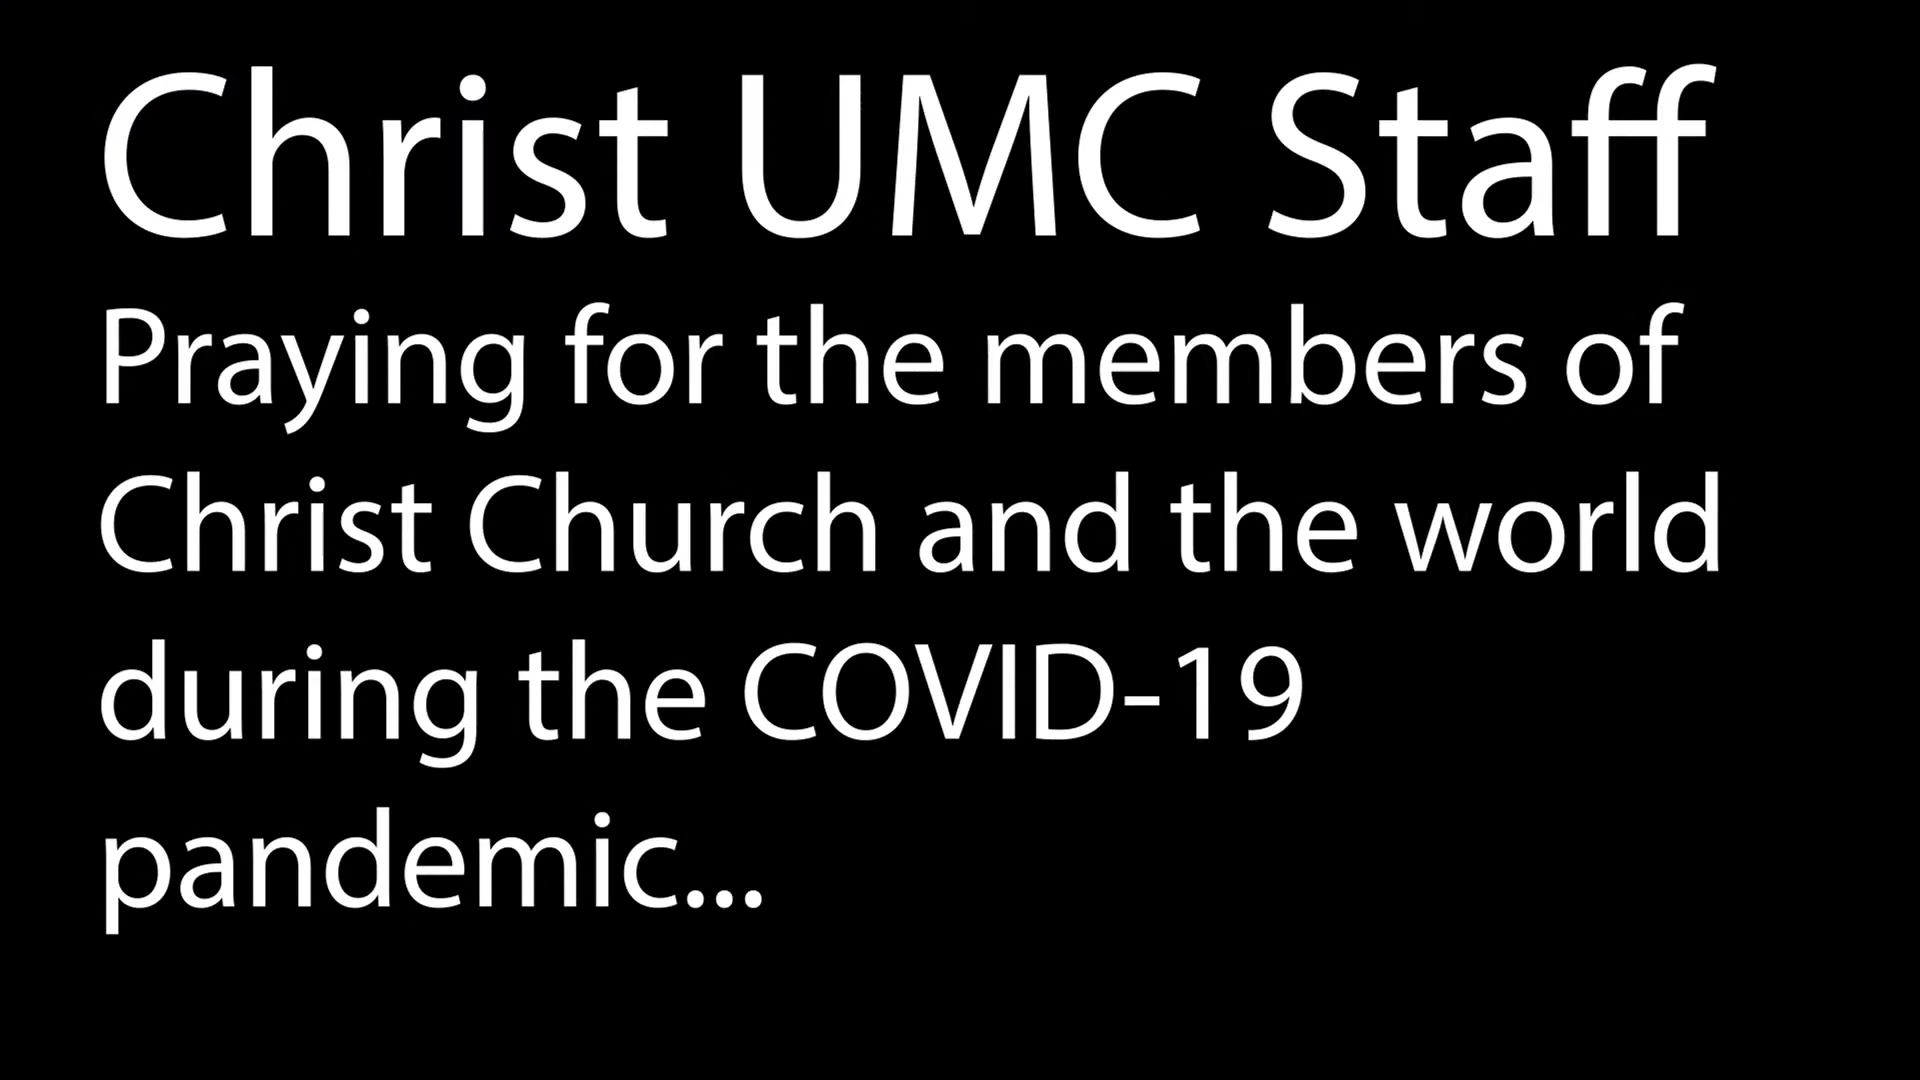 Christ UMC Staff
Praying for the members of
Christ Church and the world
during the COVID-19
pandemic...